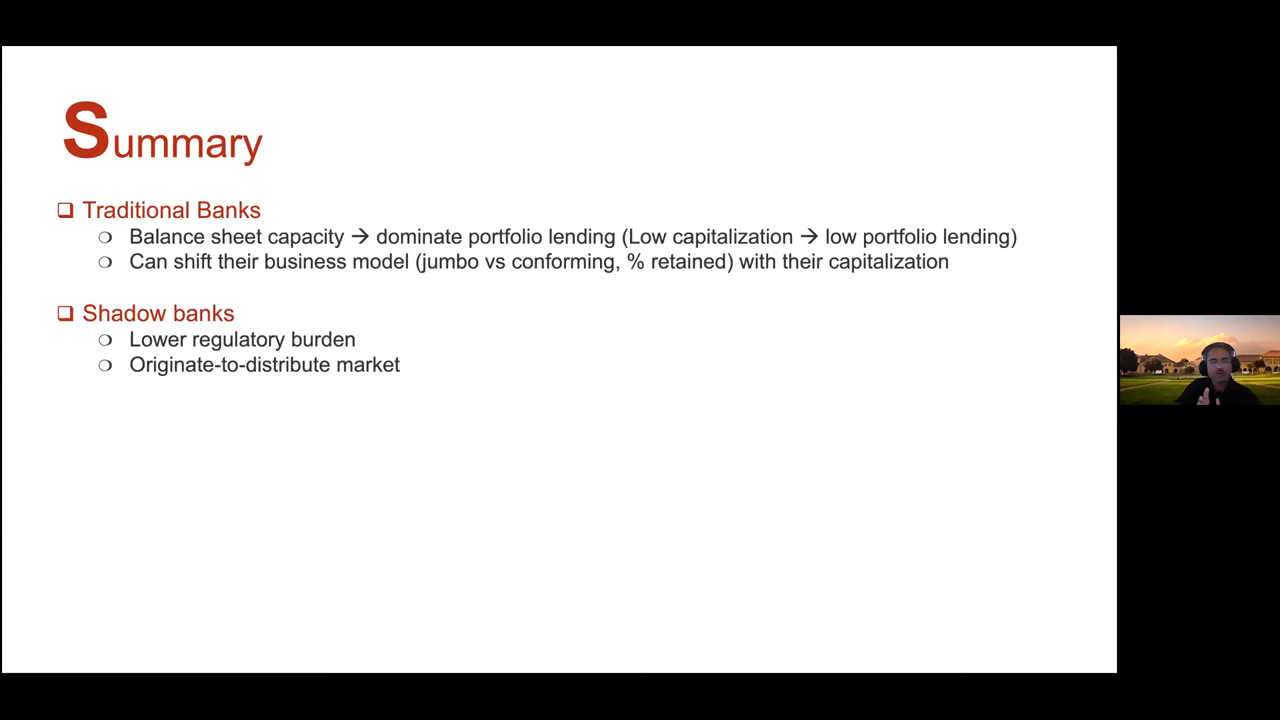 Summary
Traditional Banks
Balance sheet capacity → dominate portfolio lending (Low capitalization → low portfolio lending)
Can shift their business model (jumbo vs conforming, % retained) with their capitalization
Shadow banks
Lower regulatory burden
Originate-to-distribute market